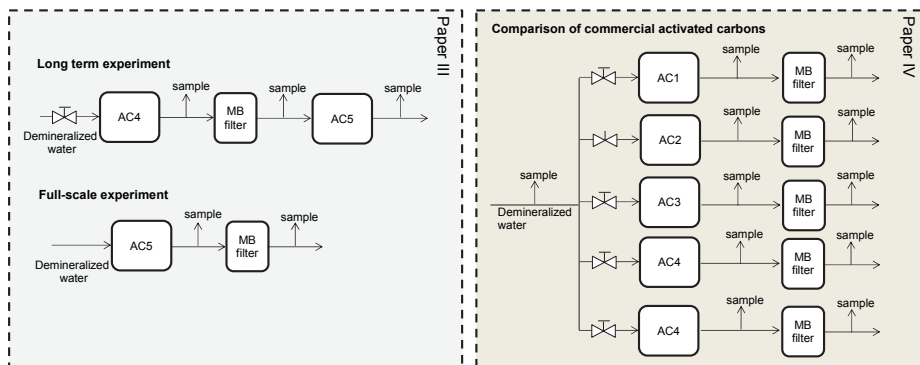 Paper III
Long term experiment
sample
sample
sample
AC4
MB
filter
AC5
Demineralized
water
Full-scale experiment
sample
sample
AC5
MB
filter
Demineralized
water
Paper IV
Comparison of commercial activated carbons
sample
sample
AC1
MB
filter
sample
sample
AC2
MB
filter
sample
Demineralized
water
sample
sample
AC3
MB
filter
sample
sample
AC4
MB
filter
sample
sample
AC4
MB
filter